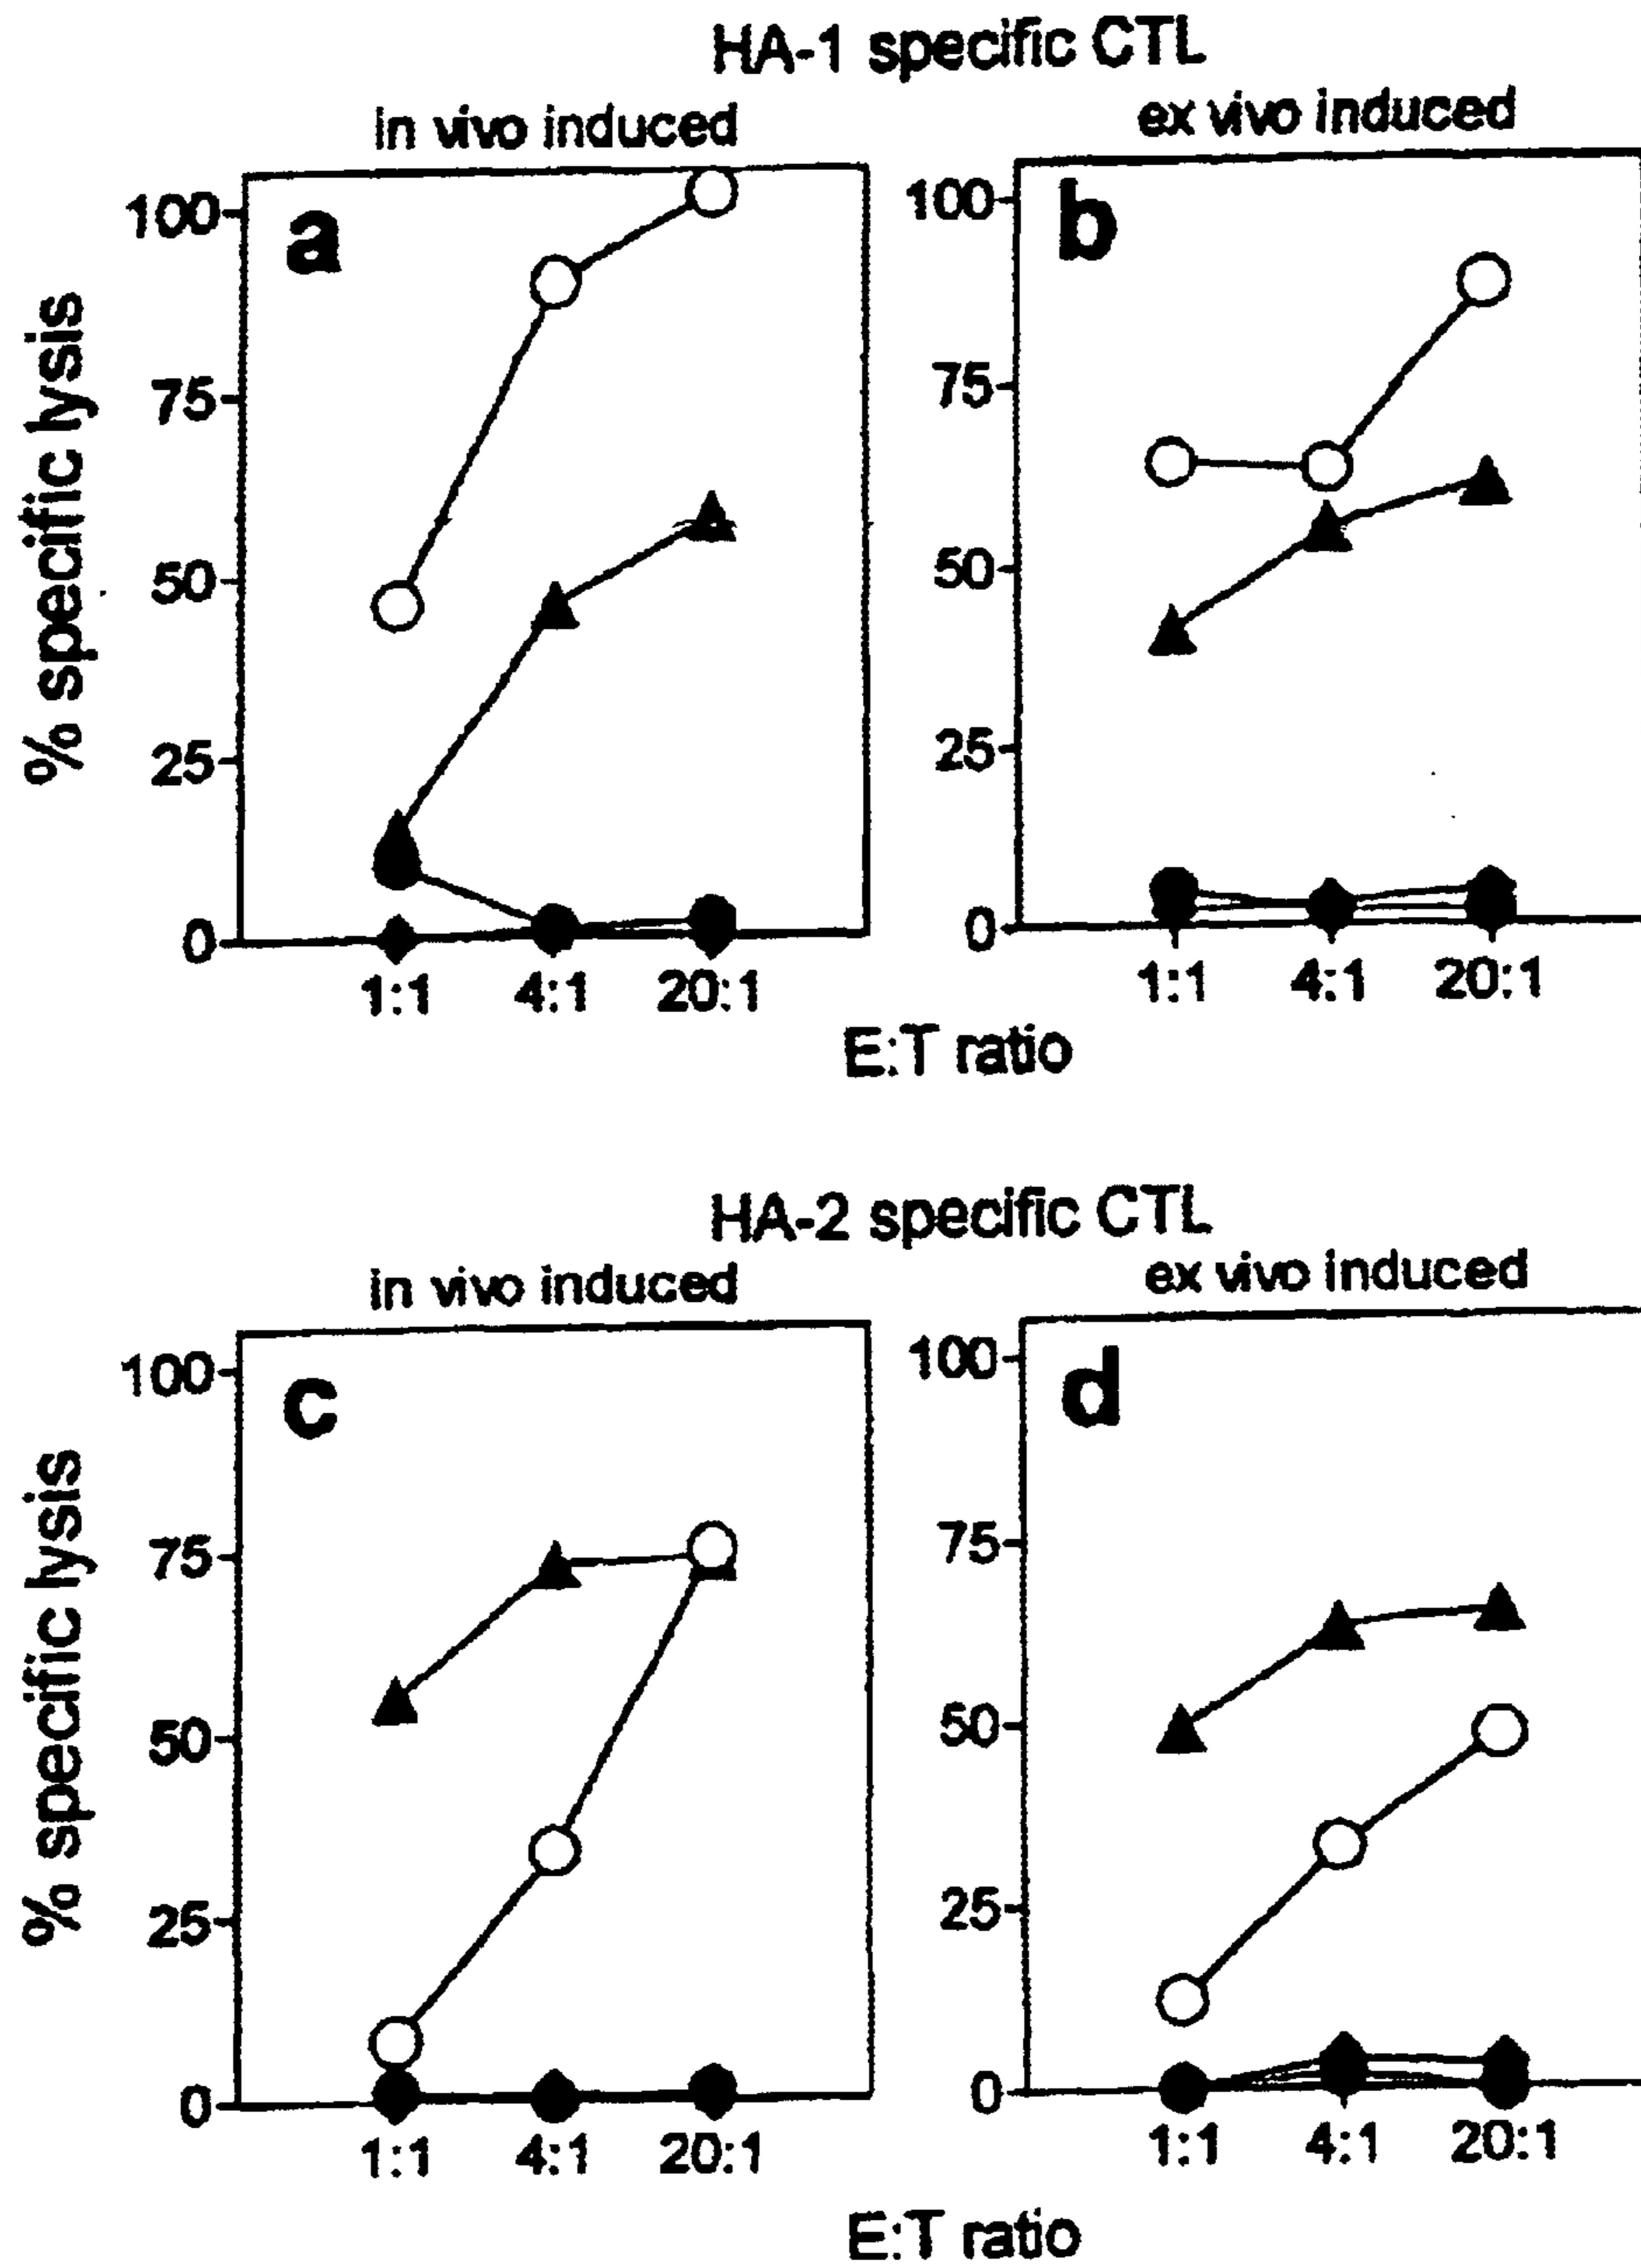 HA-1 specific CTL
in vivo induced
ex vivo induced
% specific lysis
a
100
75
50
25
0
1:1 4:1 20:1
b
100
75
50
25
0
1:1 4:1 20:1
E:T ratio
HA-2 specific CTL
in vivo induced
ex vivo induced
% specific lysis
c
100
75
50
25
0
1:1 4:1 20:1
d
100
75
50
25
0
1:1 4:1 20:1
E:T ratio